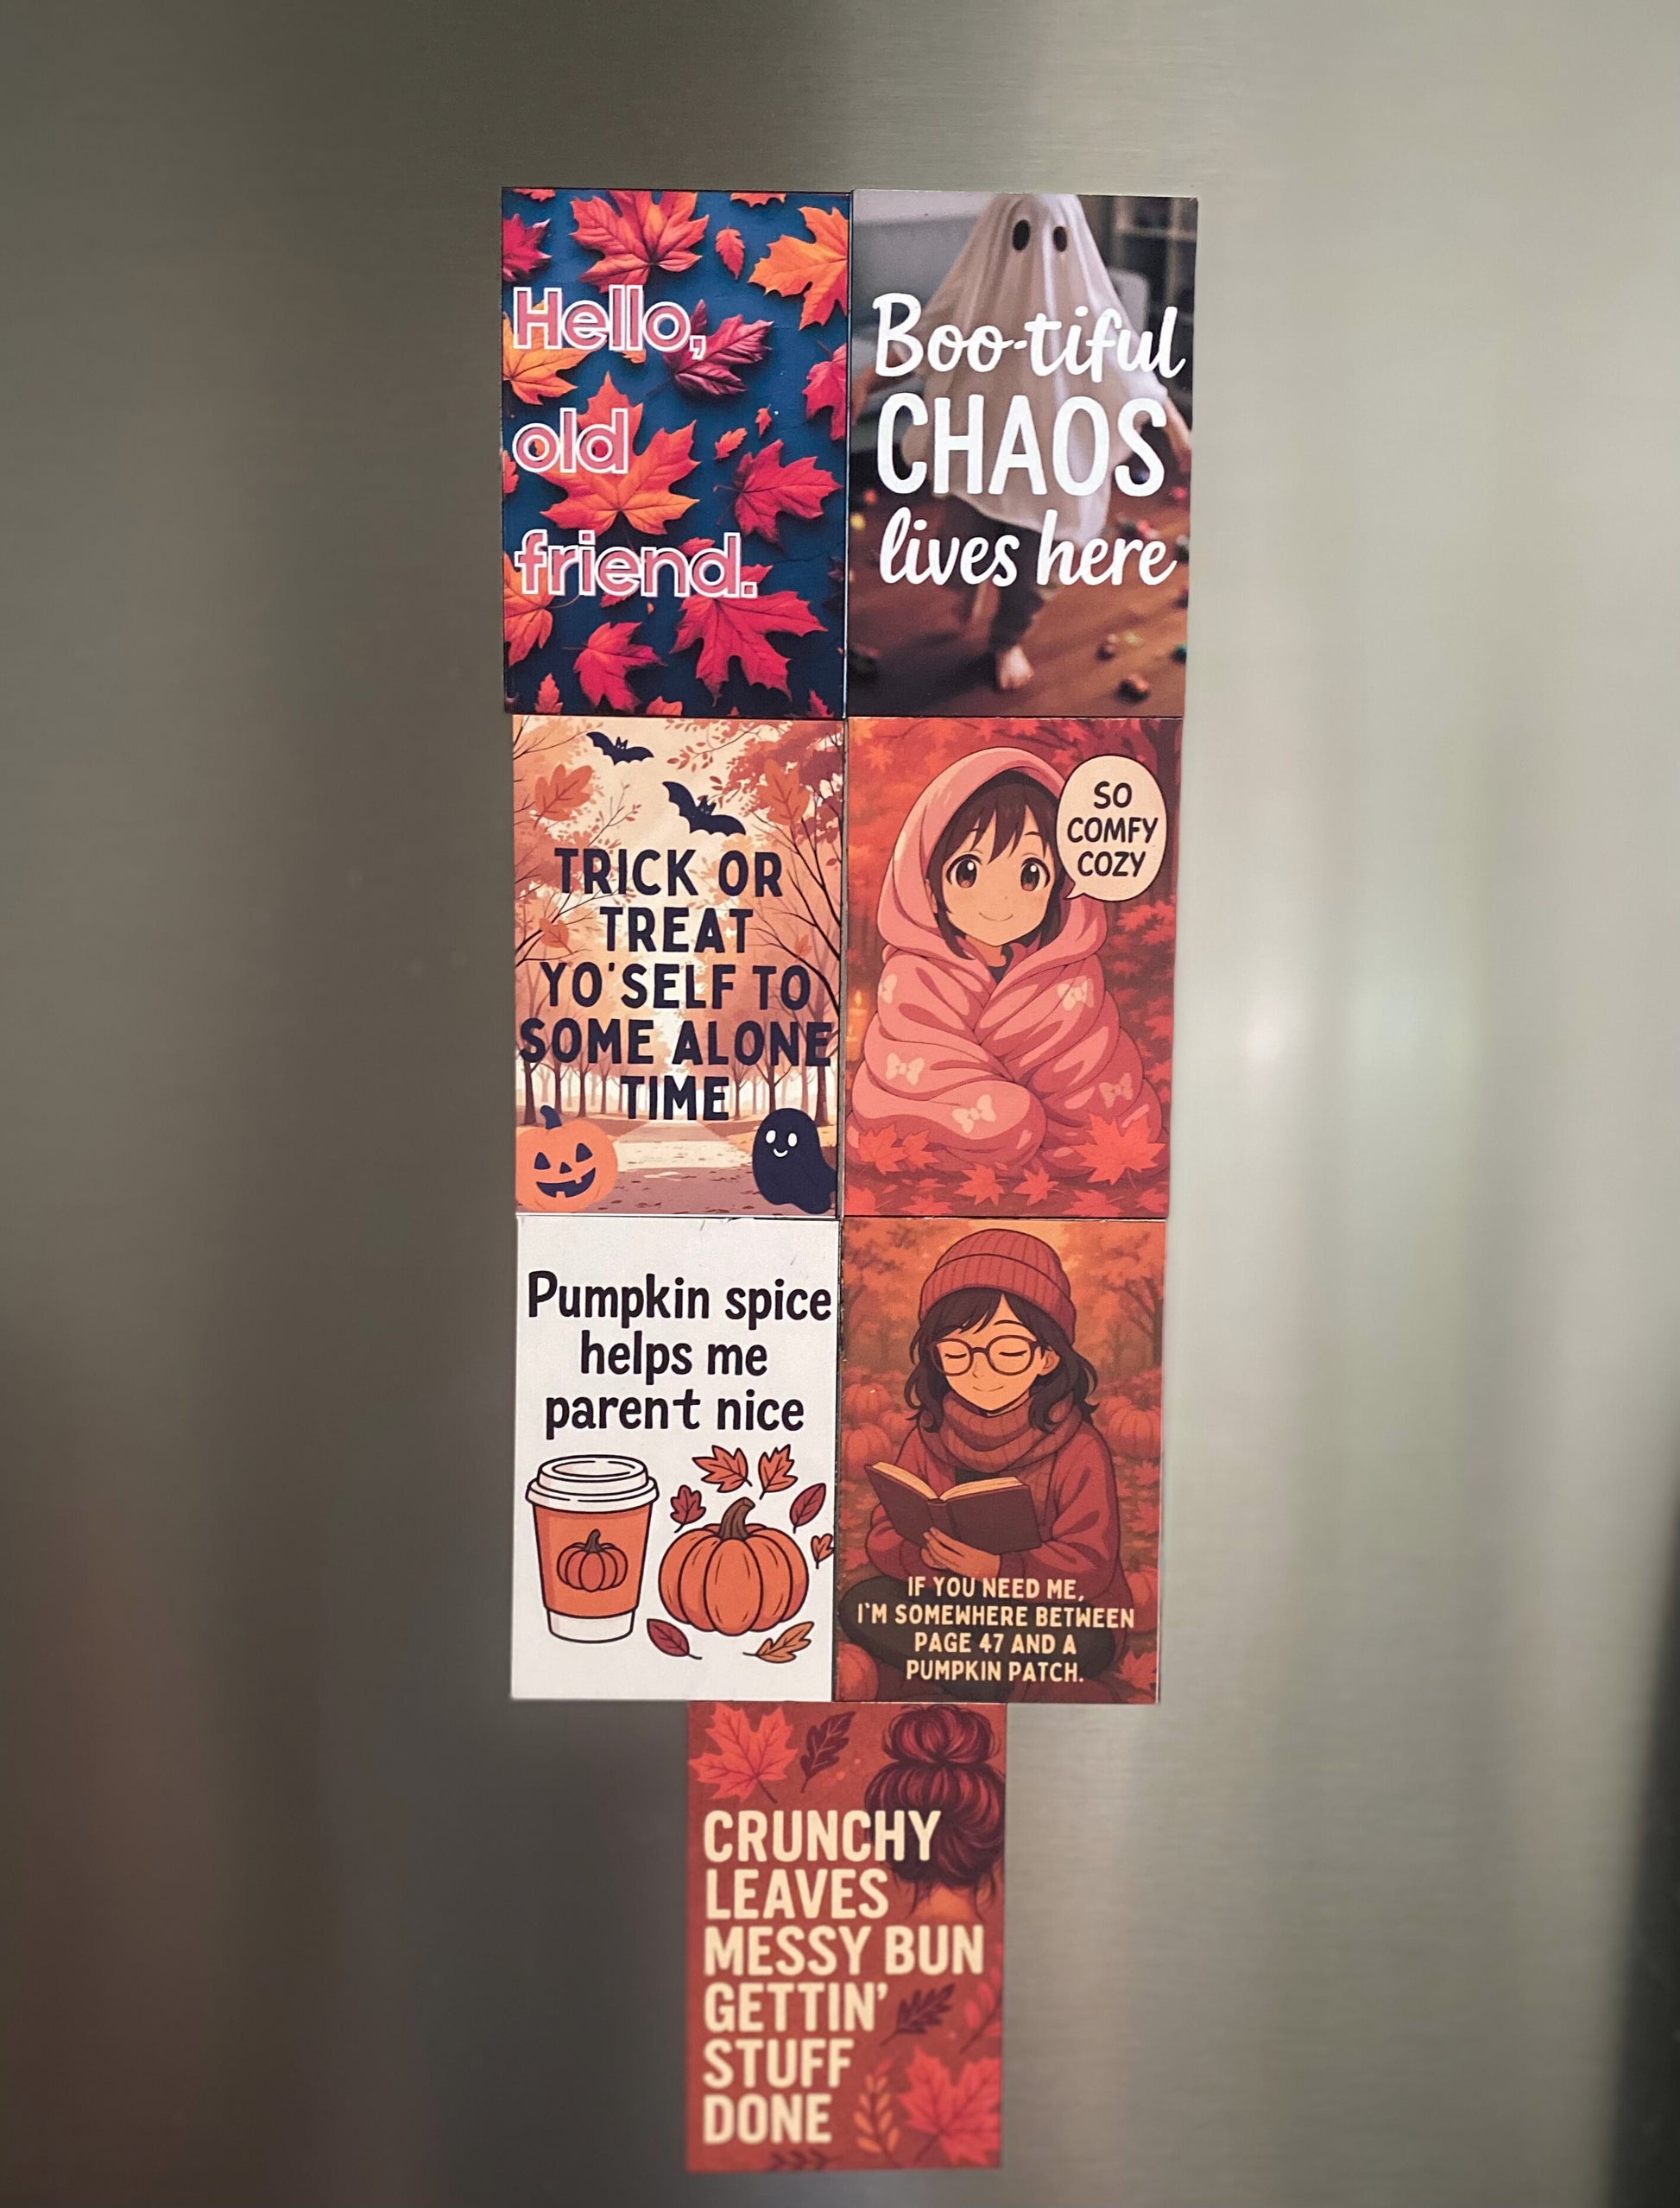 Hello,
old
friend.
Boo-tiful
CHAOS
lives here
TRICK OR
TREAT
YO'SELF TO
SOME ALONE
TIME
SO
COMFY
COZY
Pumpkin spice
helps me
parent nice
IF YOU NEED ME,
I'M SOMEWHERE BETWEEN
PAGE 47 AND A
PUMPKIN PATCH.
CRUNCHY
LEAVES
MESSY BUN
GETTIN'
STUFF
DONE